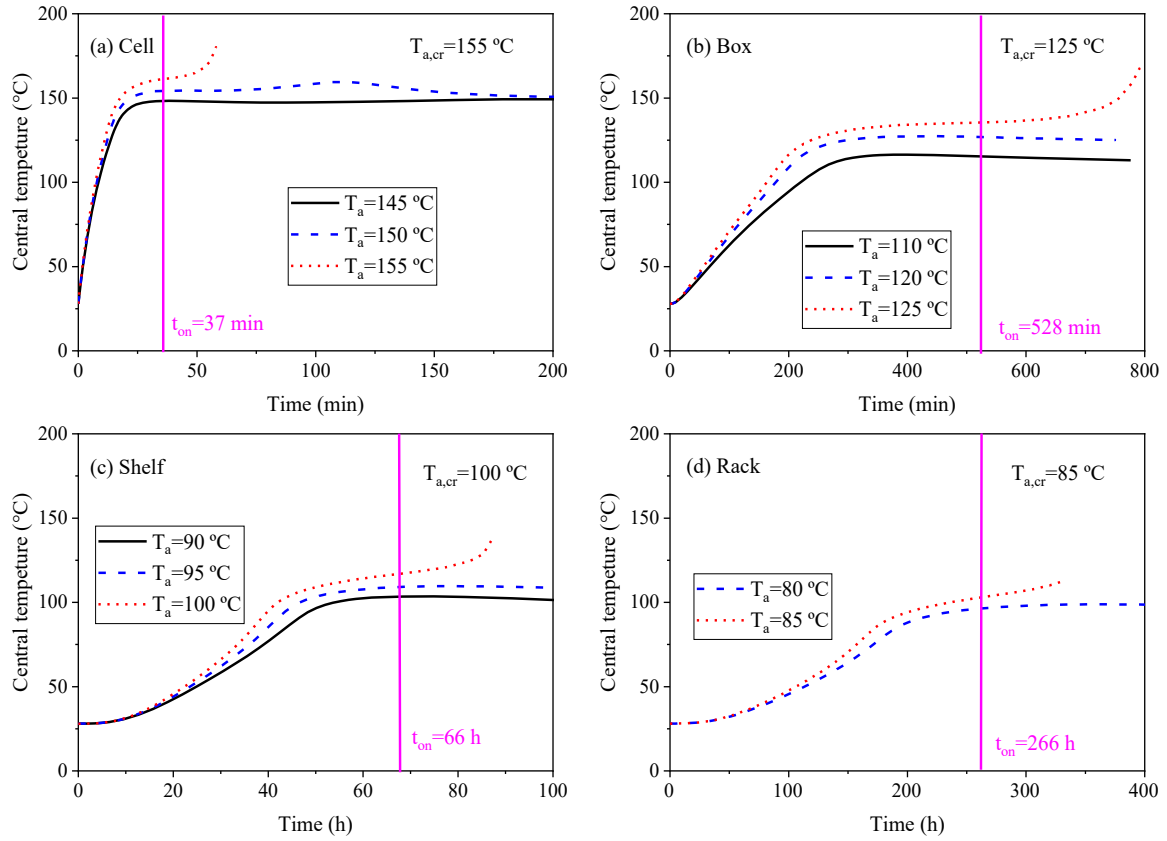 (a) Cell
T_a,cr=155 ºC
200
150
100
50
0
Central tempeture (°C)
T_a=145 ºC
T_a=150 ºC
T_a=155 ºC
t_on=37 min
0 50 100 150 200
Time (min)
(b) Box
T_a,cr=125 ºC
200
150
100
50
0
Central tempeture (°C)
T_a=110 ºC
T_a=120 ºC
T_a=125 ºC
t_on=528 min
0 200 400 600 800
Time (min)
(c) Shelf
T_a,cr=100 ºC
200
150
100
50
0
Central tempeture (°C)
T_a=90 ºC
T_a=95 ºC
T_a=100 ºC
t_on=66 h
0 20 40 60 80 100
Time (h)
(d) Rack
T_a,cr=85 ºC
200
150
100
50
0
Central tempeture (°C)
T_a=80 ºC
T_a=85 ºC
t_on=266 h
0 100 200 300 400
Time (h)